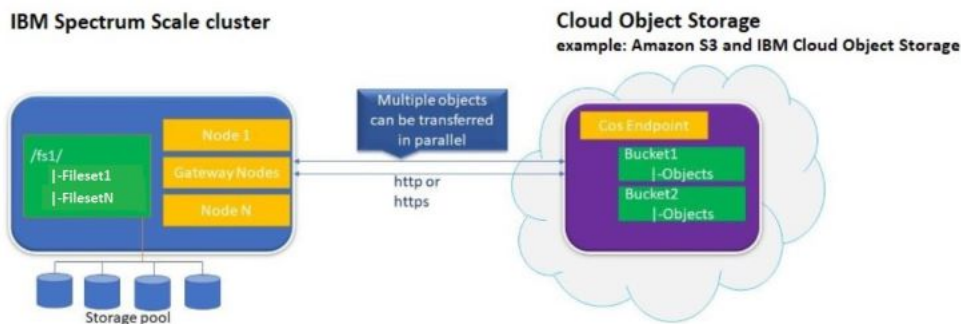 IBM Spectrum Scale cluster
Cloud Object Storage
example: Amazon S3 and IBM Cloud Object Storage
Multiple objects
can be transferred
in parallel
/fs1/
|-Fileset1
|-FilesetN
Node 1
Gateway Nodes
Node N
http or
https
Cos Endpoint
Bucket1
|-Objects
Bucket2
|-Objects
Storage pool